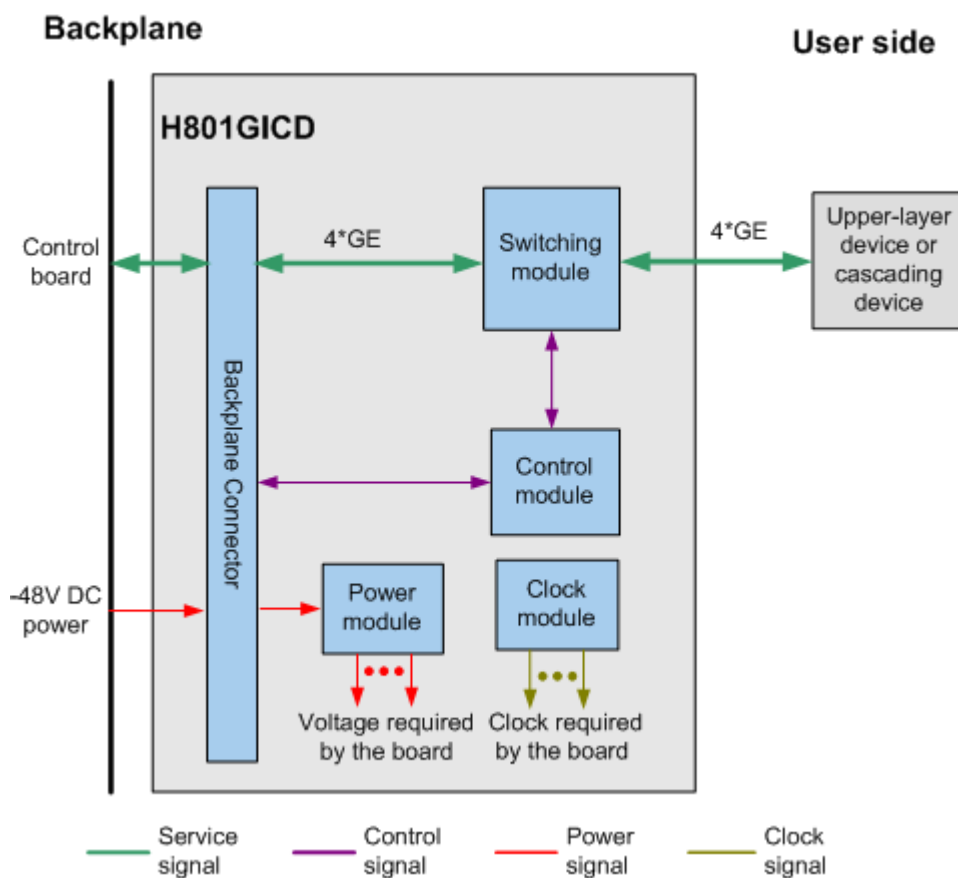 Backplane
User side
H801GICD
Control
board
4*GE
Switching
module
4*GE
Upper-layer
device or
cascading
device
Backplane Connector
Control
module
-48V DC
power
Power
module
Clock
module
Voltage required
by the board
Clock required
by the board
Service
signal
Control
signal
Power
signal
Clock
signal